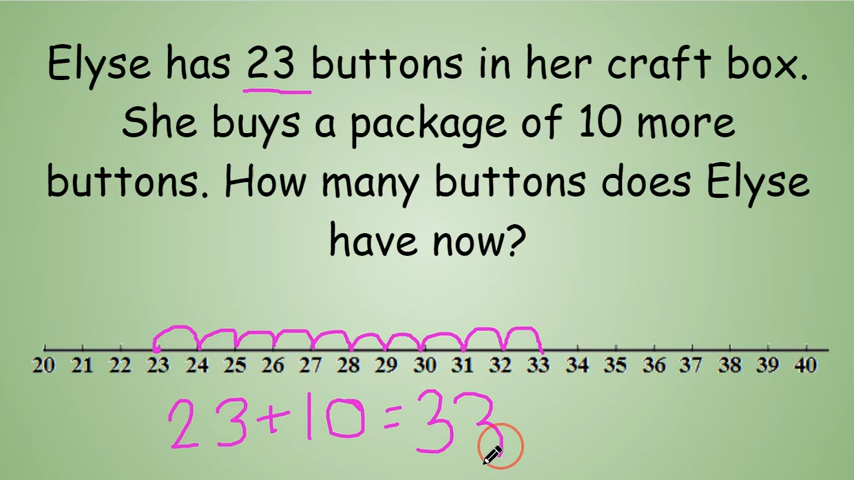 Elyse has 23 buttons in her craft box.
She buys a package of 10 more
buttons. How many buttons does Elyse
have now?
20 21 22 23 24 25 26 27 28 29 30 31 32 33 34 35 36 37 38 39 40
23+10=33